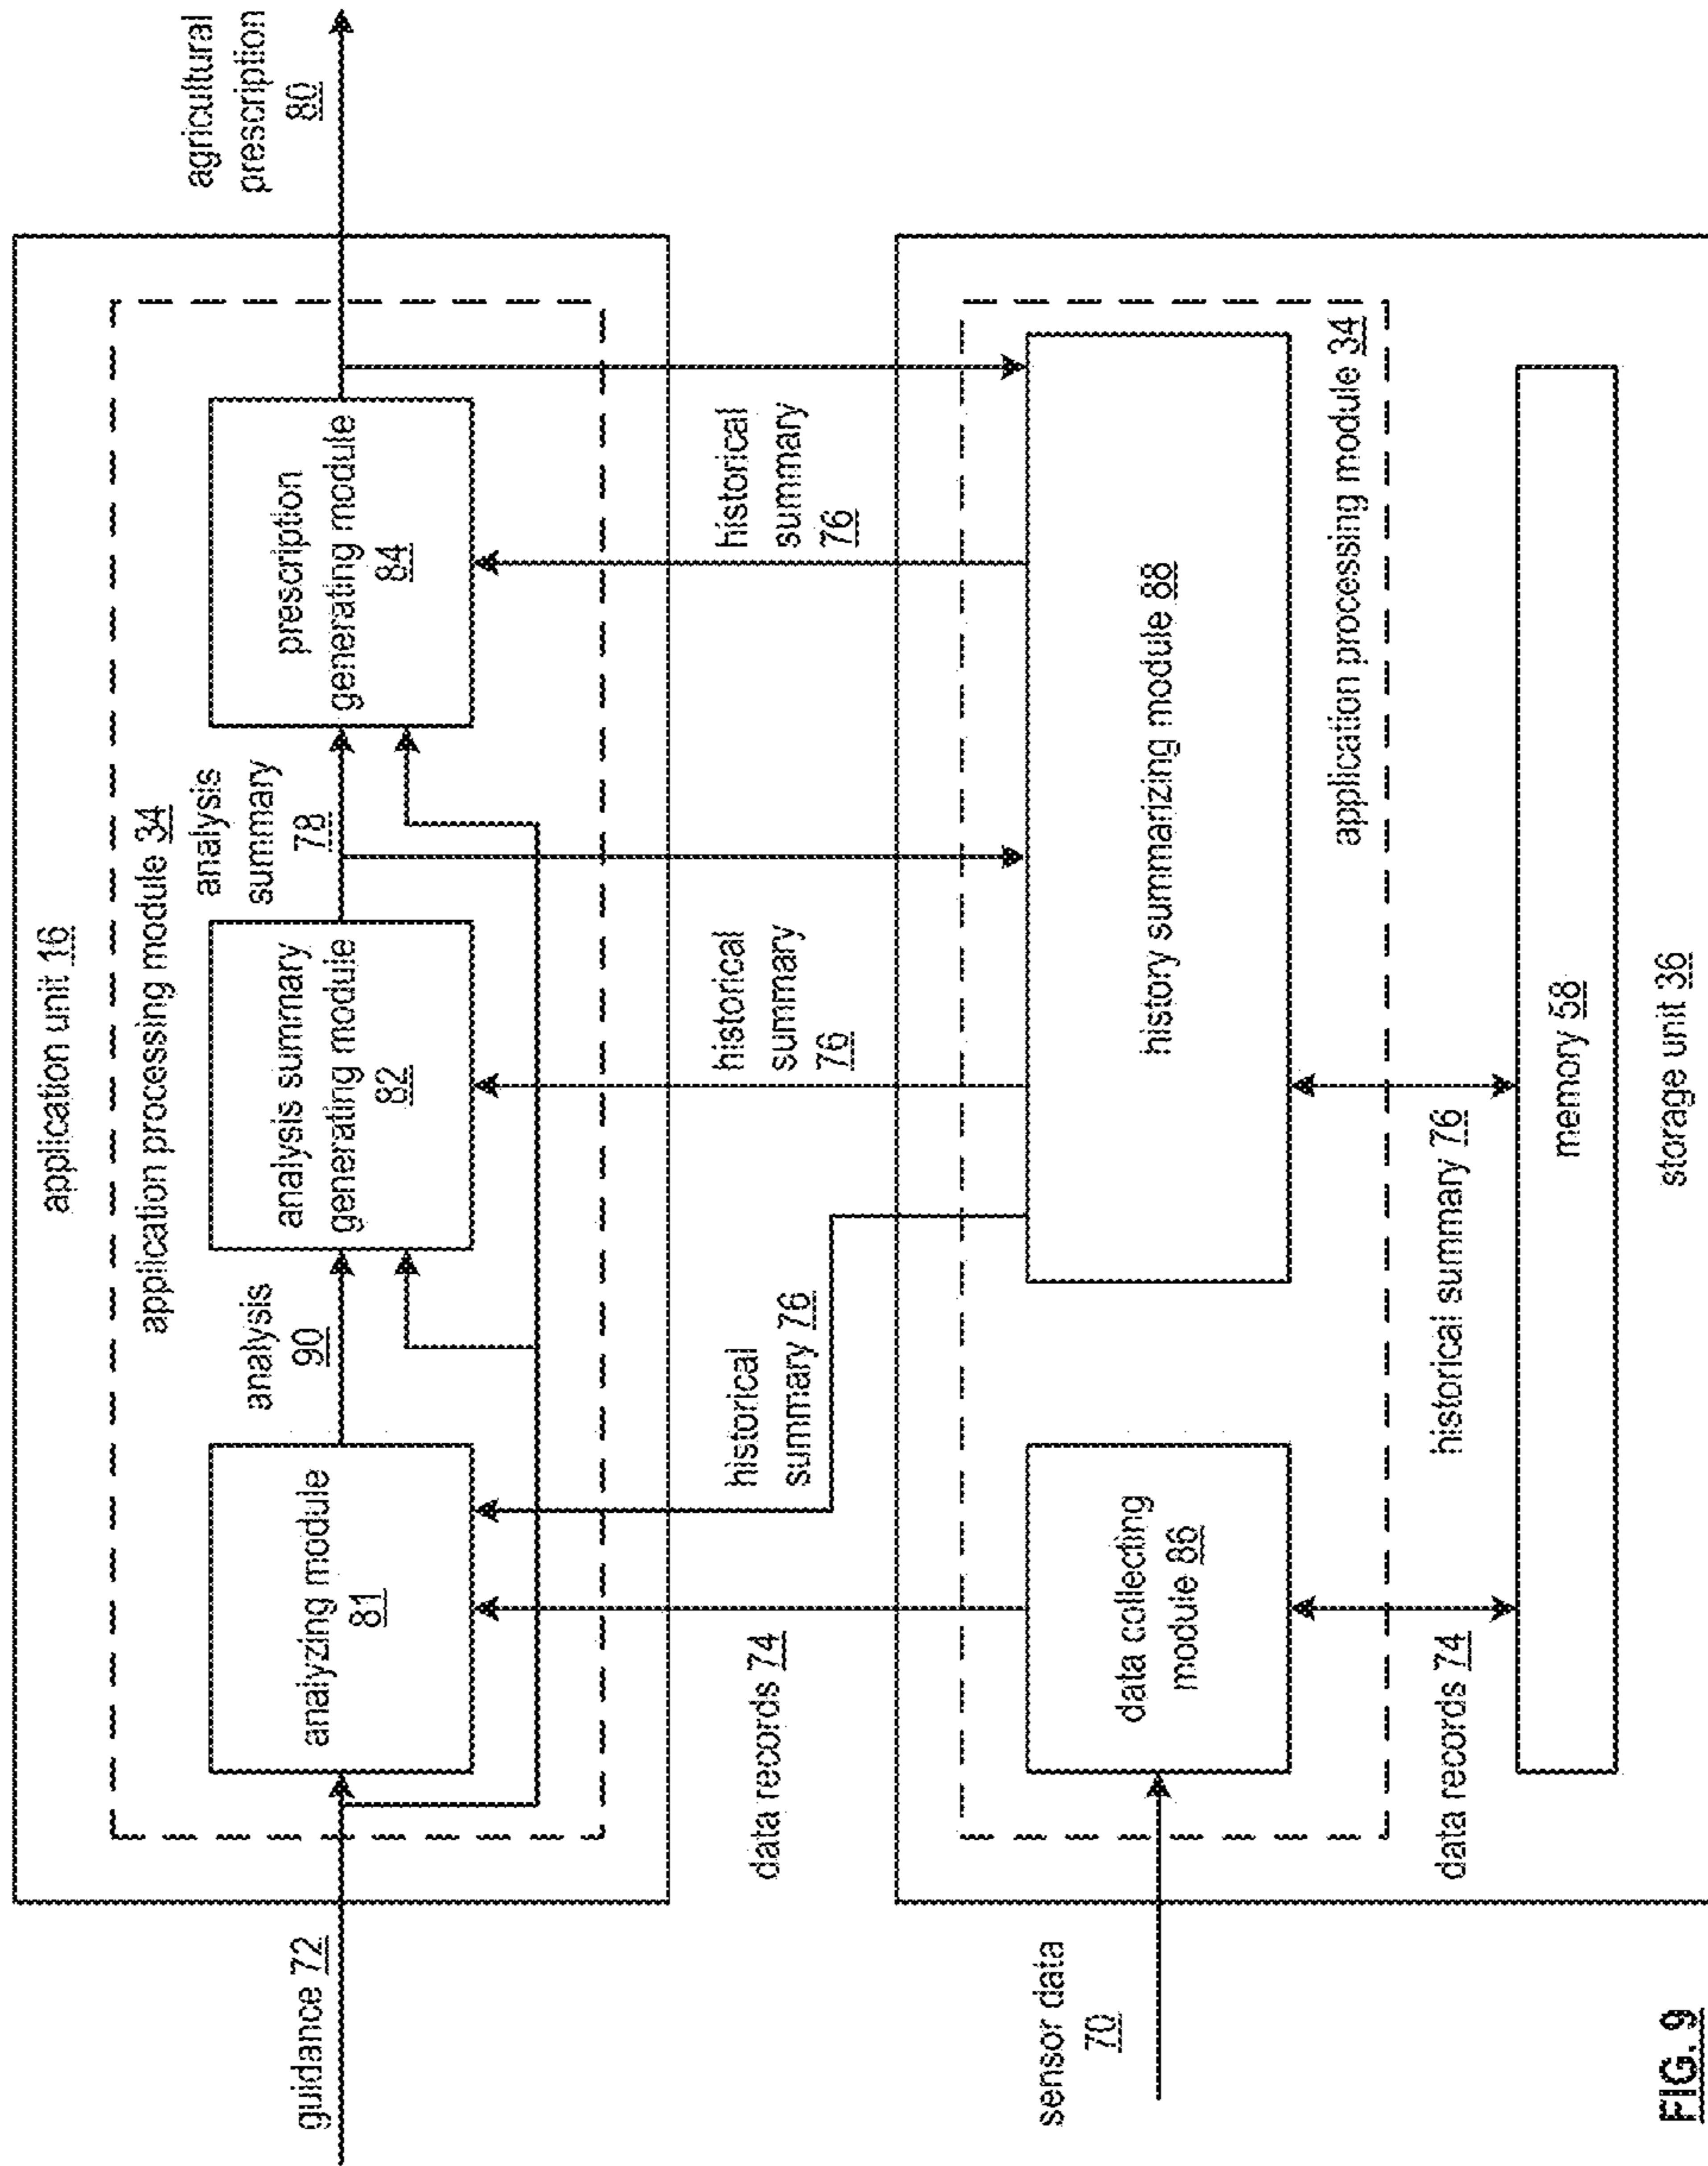 application unit 16
application processing module 34
guidance 72
analyzing module
81
analysis
90
analysis summary
generating module
82
analysis
summary
78
prescription
generating module
84
agricultural
prescription
80
data records 74
historical
summary 76
historical
summary
76
historical
summary
76
sensor data
70
data collecting
module 86
history summarizing module 88
application processing module 34
data records 74
historical summary 76
memory 58
storage unit 36
FIG. 9